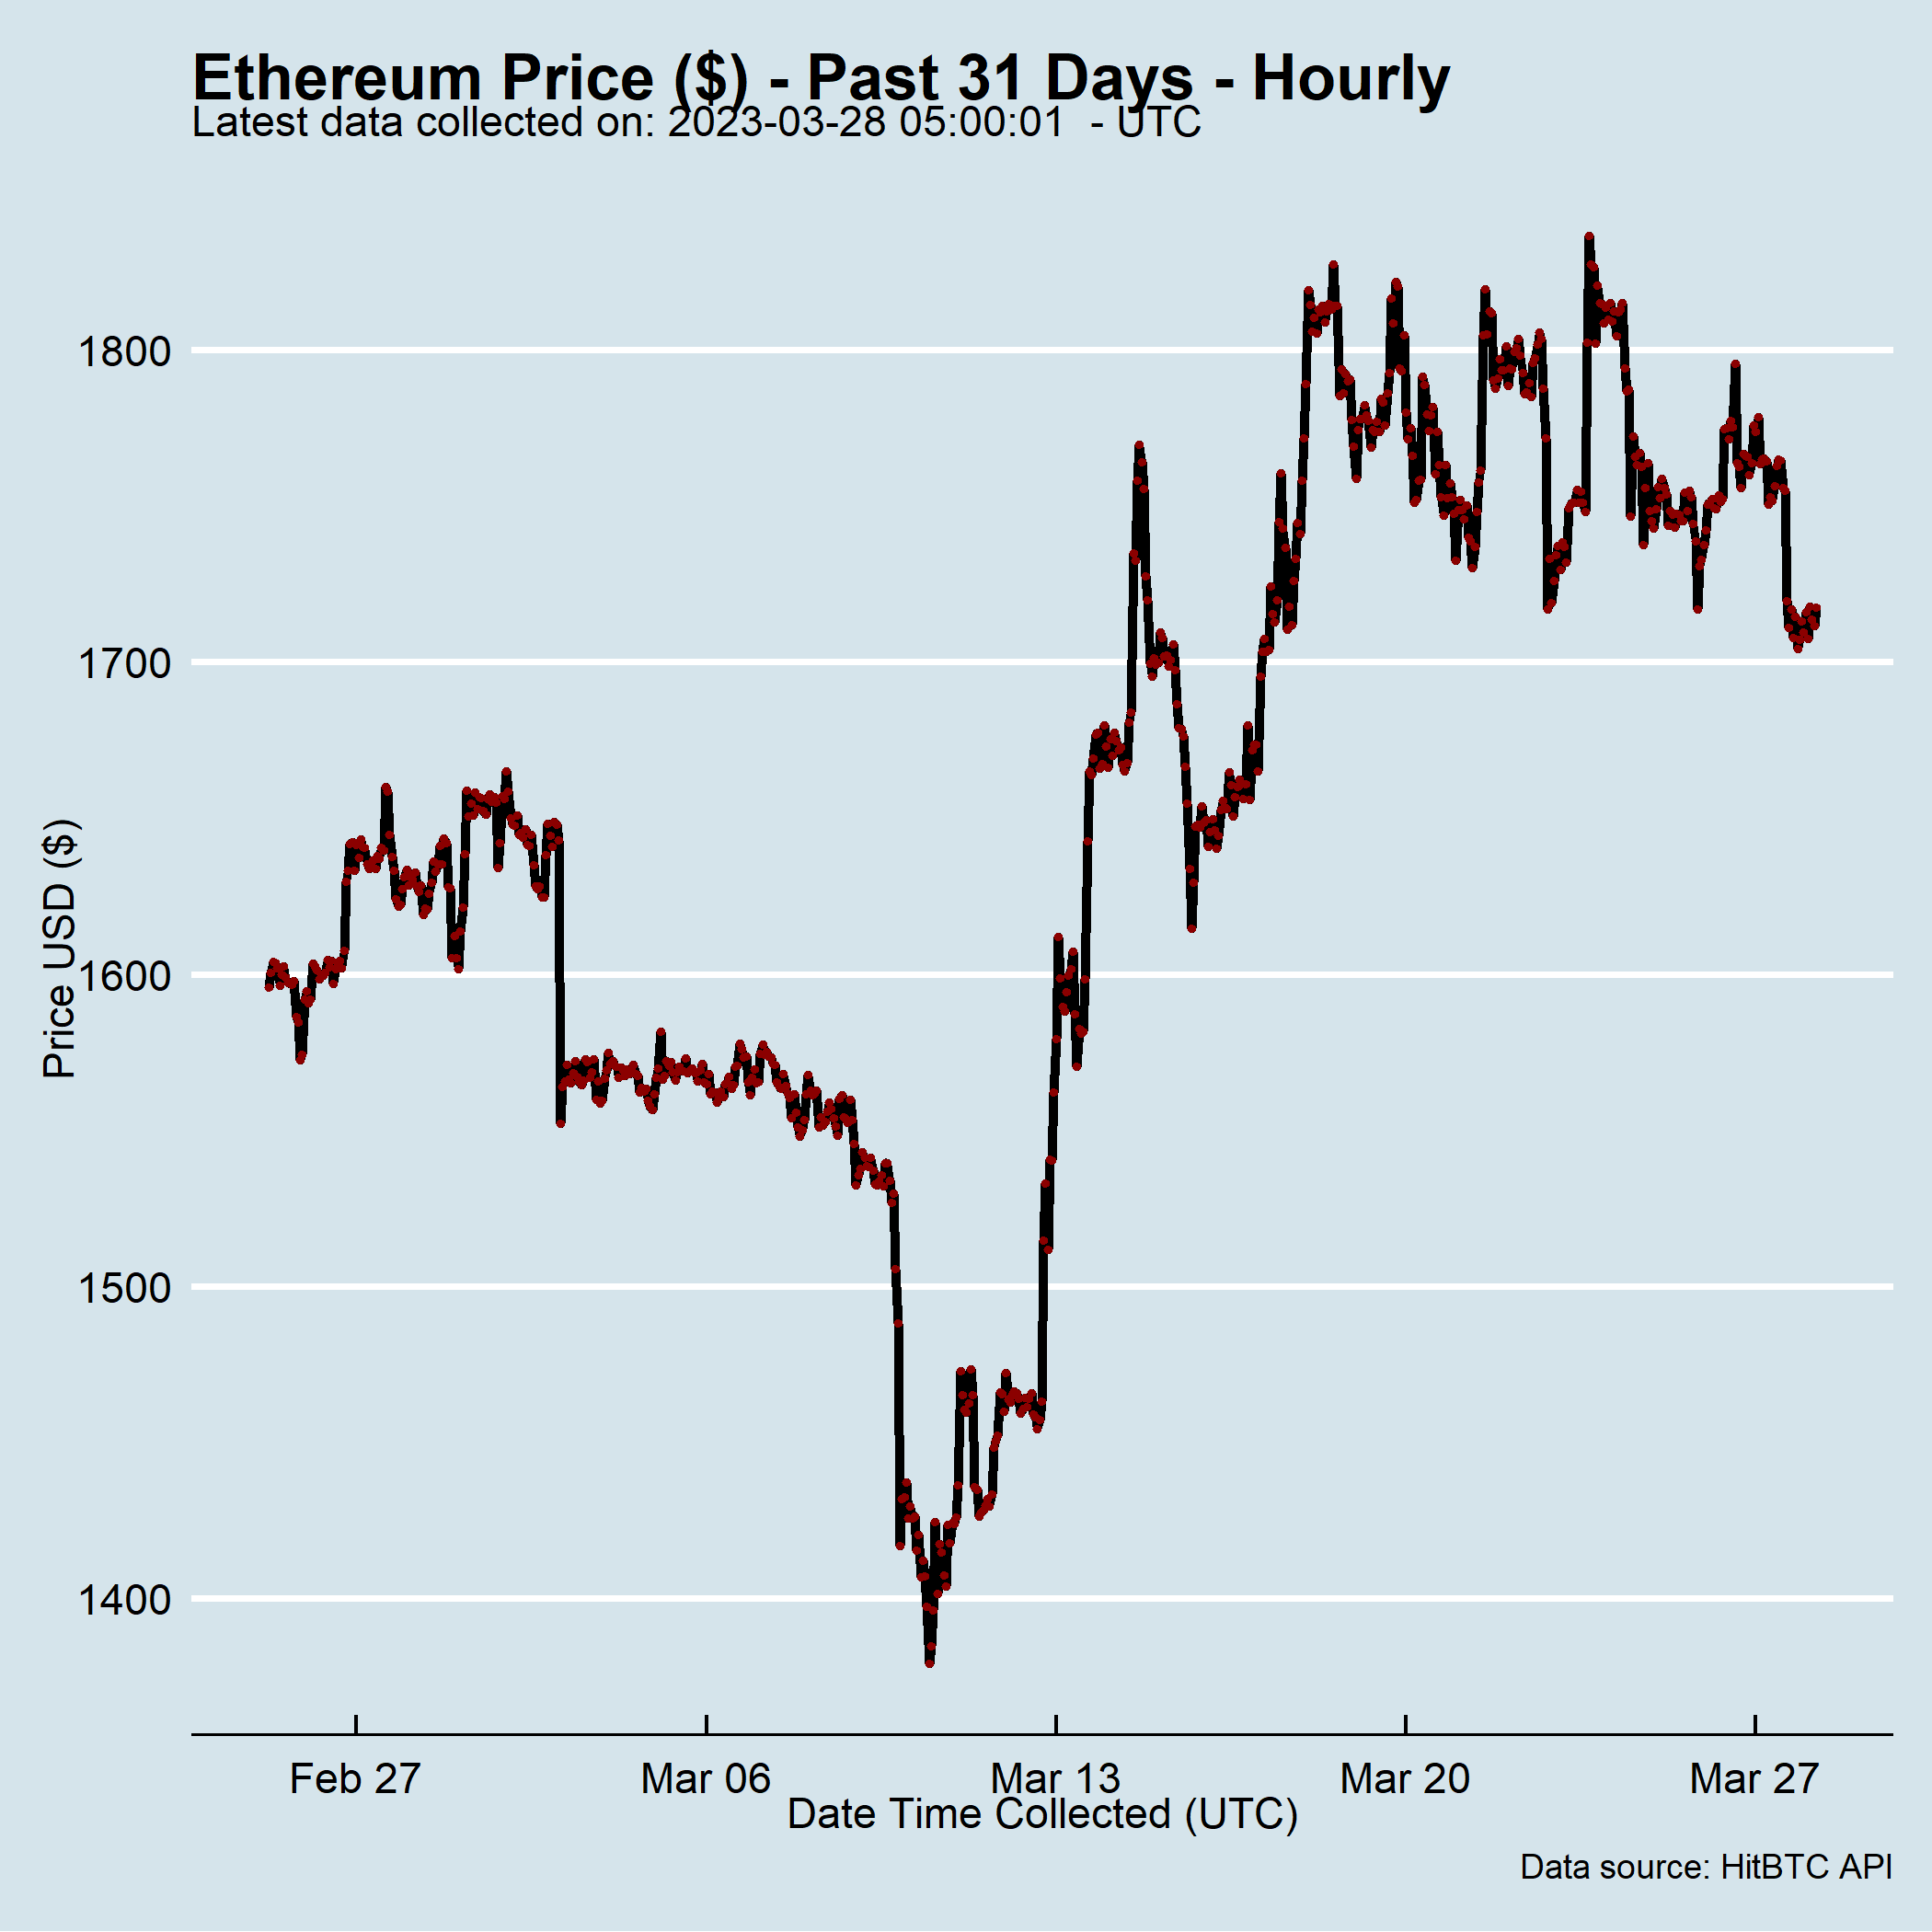 Ethereum Price ($) - Past 31 Days - Hourly
Latest data collected on: 2023-03-28 05:00:01  - UTC
1800
1700
1600
1500
1400
Price USD ($)
Feb 27
Mar 06
Mar 13
Mar 20
Mar 27
Date Time Collected (UTC)
Data source: HitBTC API